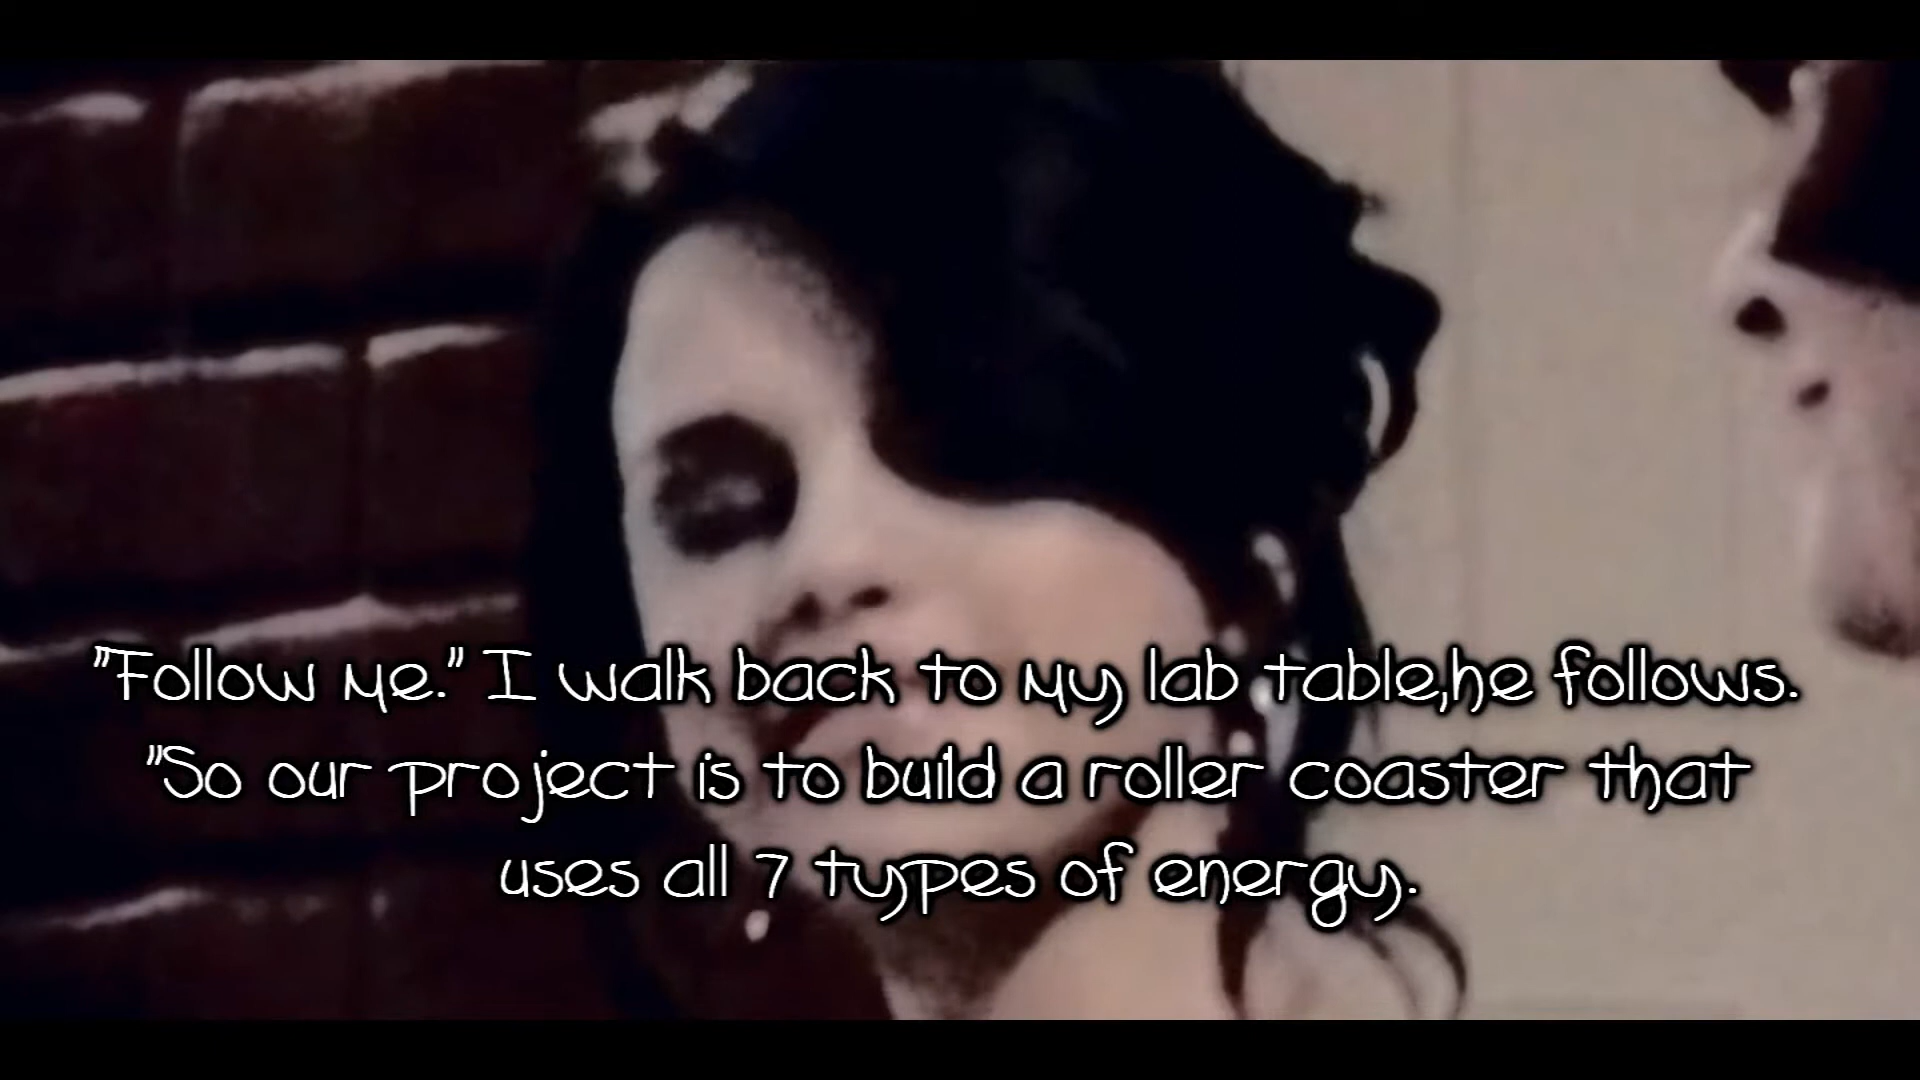 "Follow me." I walk back to my lab table,he follows.
"So our project is to build a roller coaster that
uses all 7 types of energy.